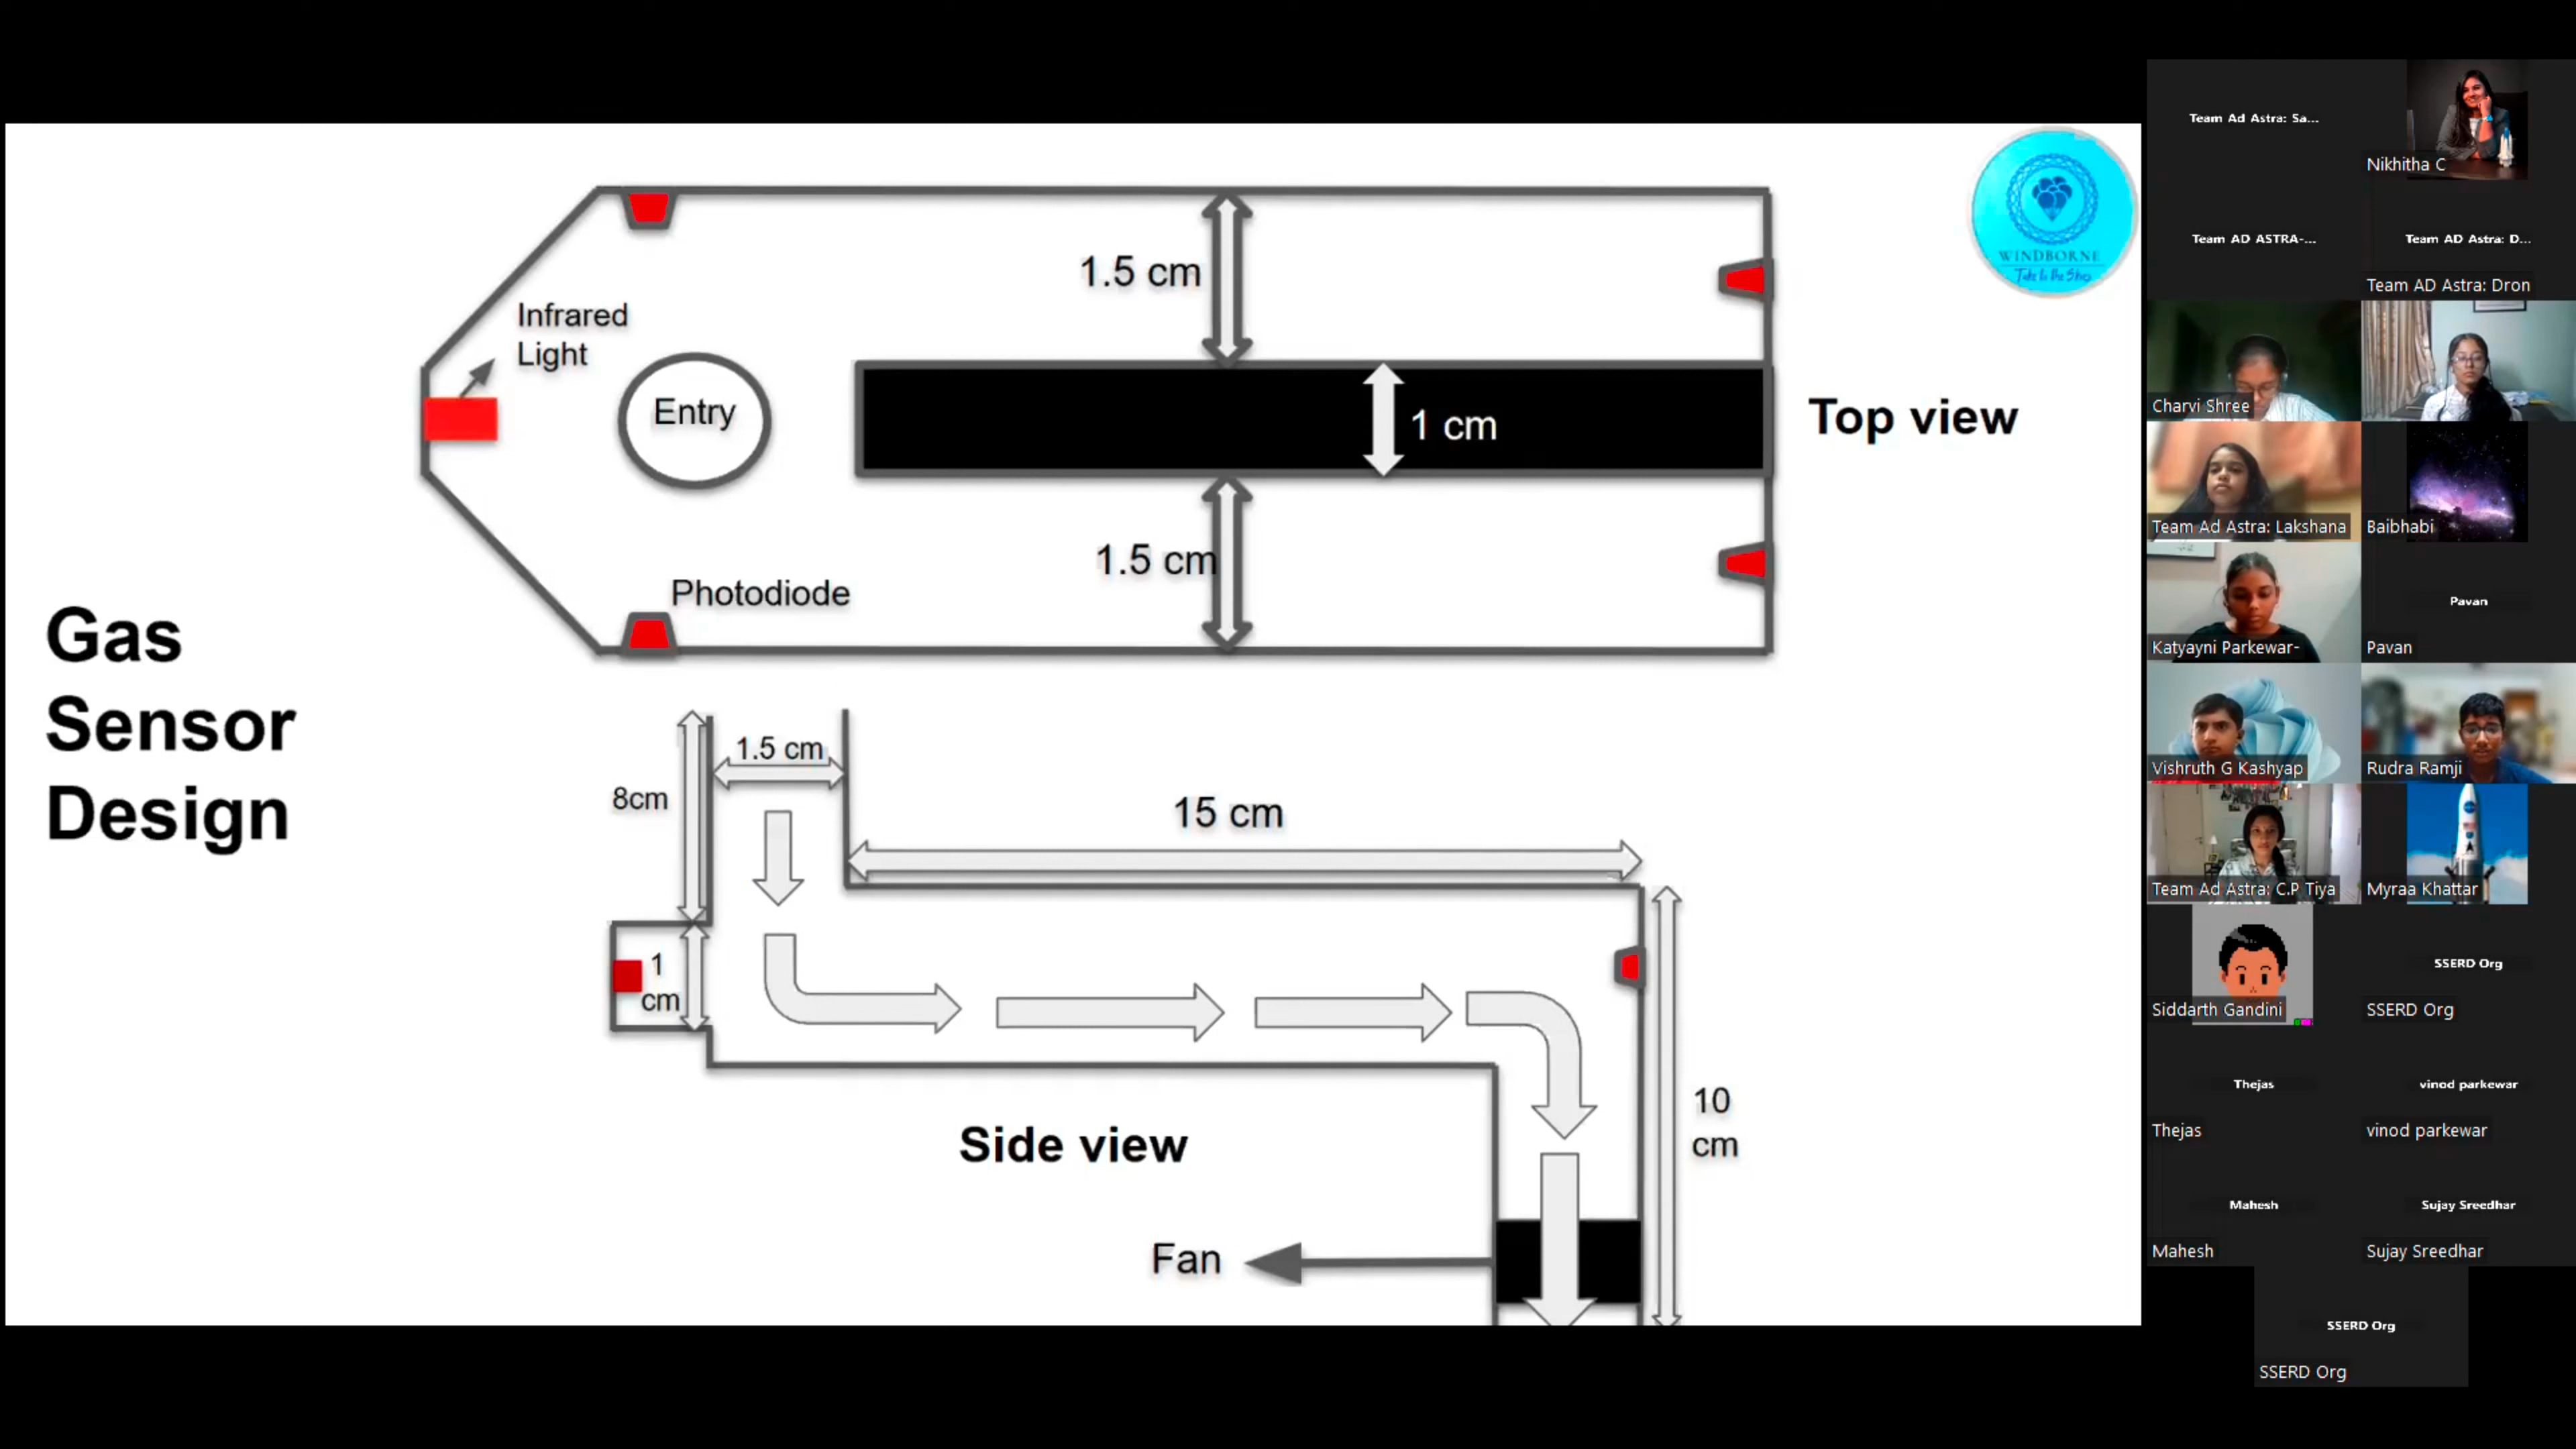 Gas
Sensor
Design
WINDBORNE
1.5 cm
Infrared
Light
Entry
1 cm
Top view
1.5 cm
Photodiode
1.5 cm
8cm
15 cm
1
cm
Side view
10
cm
Fan
Team Ad Astra: Sa...
Nikhitha C
Team AD ASTRA-...
Team AD Astra: D...
Team AD Astra: Dron
Charvi Shree
Team Ad Astra: Lakshana
Baibhabi
Katyayni Parkewar-
Pavan
Pavan
Vishruth G Kashyap
Rudra Ramji
Team Ad Astra: C.P Tiya
Myraa Khattar
Siddarth Gandini
SSERD Org
SSERD Org
Thejas
Thejas
vinod parkewar
vinod parkewar
Mahesh
Mahesh
Sujay Sreedhar
Sujay Sreedhar
SSERD Org
SSERD Org